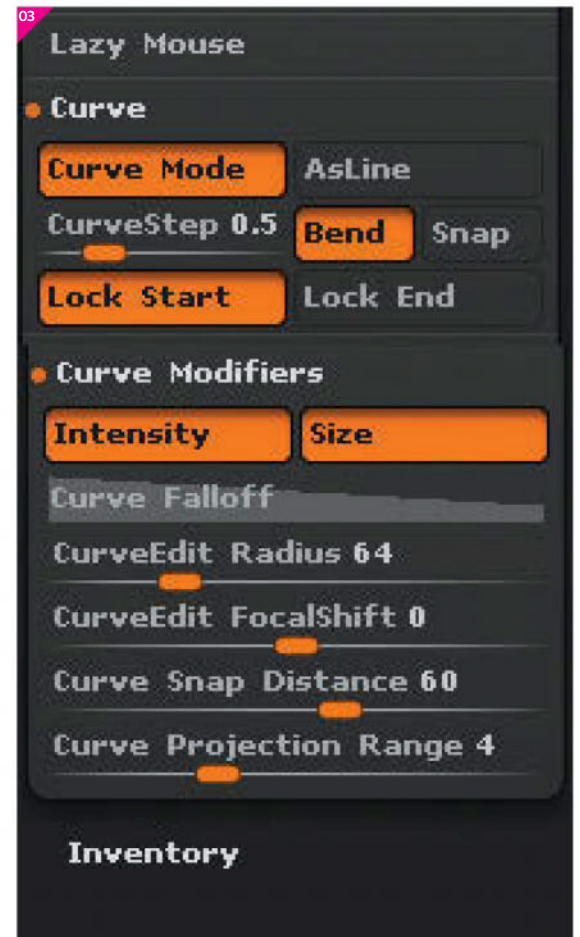 03
Lazy Mouse
Curve
Curve Mode AsLine
CurveStep 0.5 Bend Snap
Lock Start Lock End
Curve Modifiers
Intensity Size
Curve Falloff
CurveEdit Radius 64
CurveEdit FocalShift 0
Curve Snap Distance 60
Curve Projection Range 4
Inventory